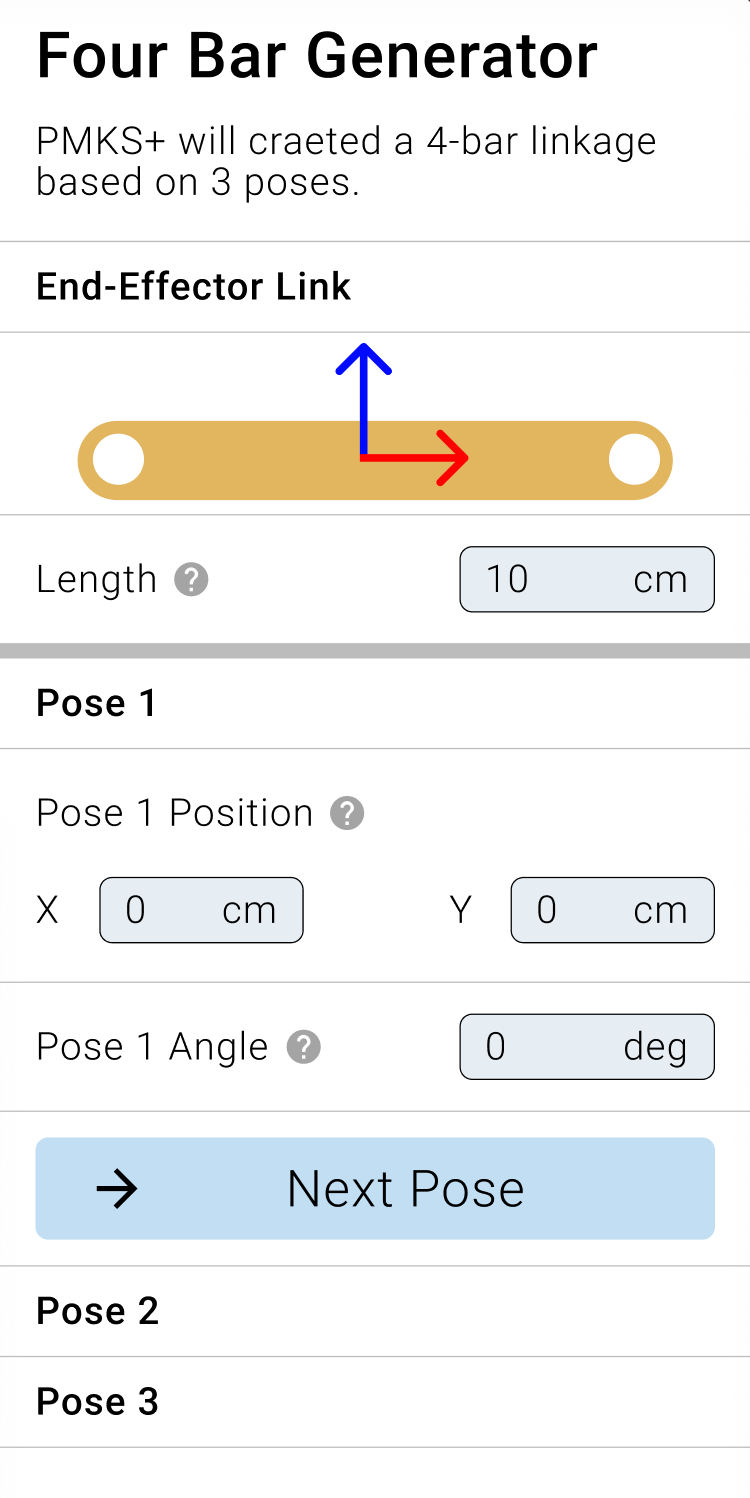 Four Bar Generator
PMKS+ will craeted a 4-bar linkage
based on 3 poses.
End-Effector Link
Length ? 10 cm
Pose 1
Pose 1 Position ?
X 0 cm Y 0 cm
Pose 1 Angle ? 0 deg
Next Pose
Pose 2
Pose 3